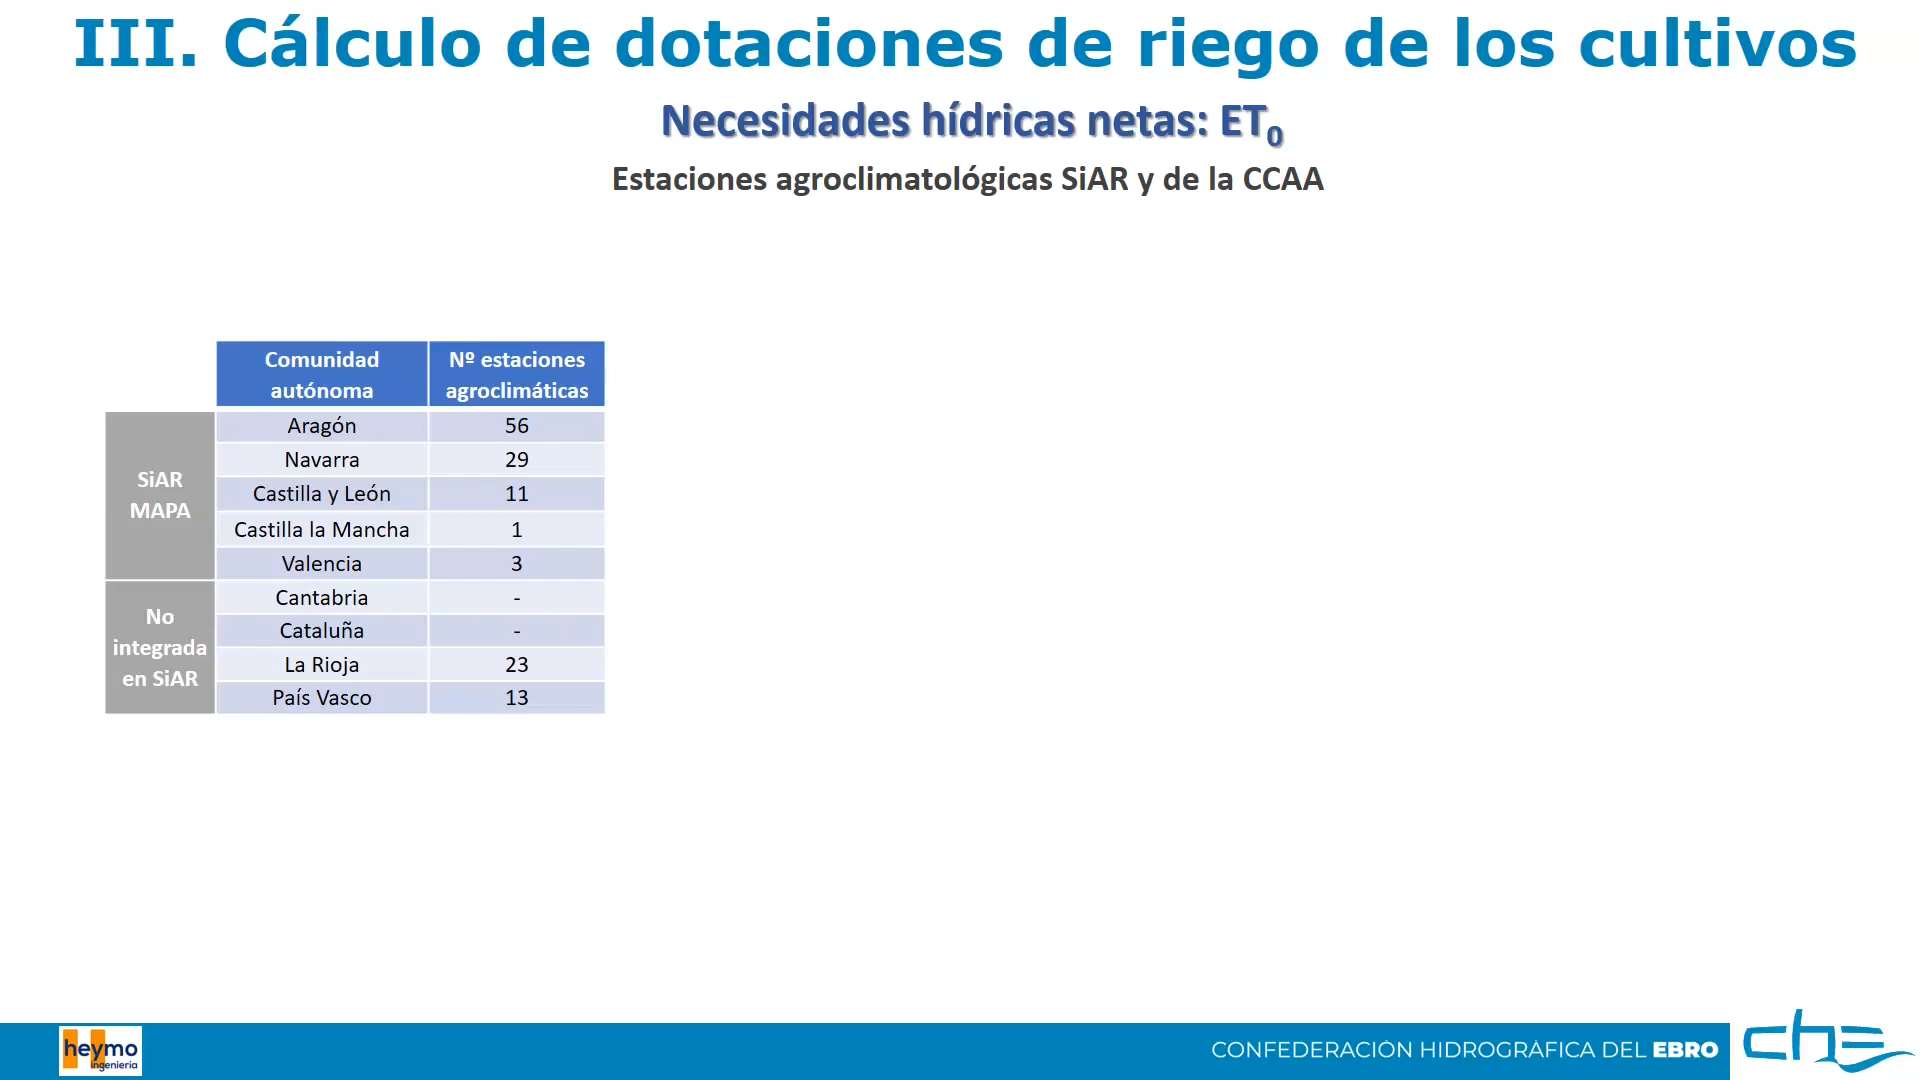 III. Cálculo de dotaciones de riego de los cultivos
Necesidades hídricas netas: ET0
Estaciones agroclimatológicas SiAR y de la CCAA
Comunidad autónoma Nº estaciones agroclimáticas
SiAR MAPA
Aragón 56
Navarra 29
Castilla y León 11
Castilla la Mancha 1
Valencia 3
No integrada en SiAR
Cantabria -
Cataluña -
La Rioja 23
País Vasco 13
heymo
ingeniería
CONFEDERACIÓN HIDROGRÁFICA DEL EBRO
che